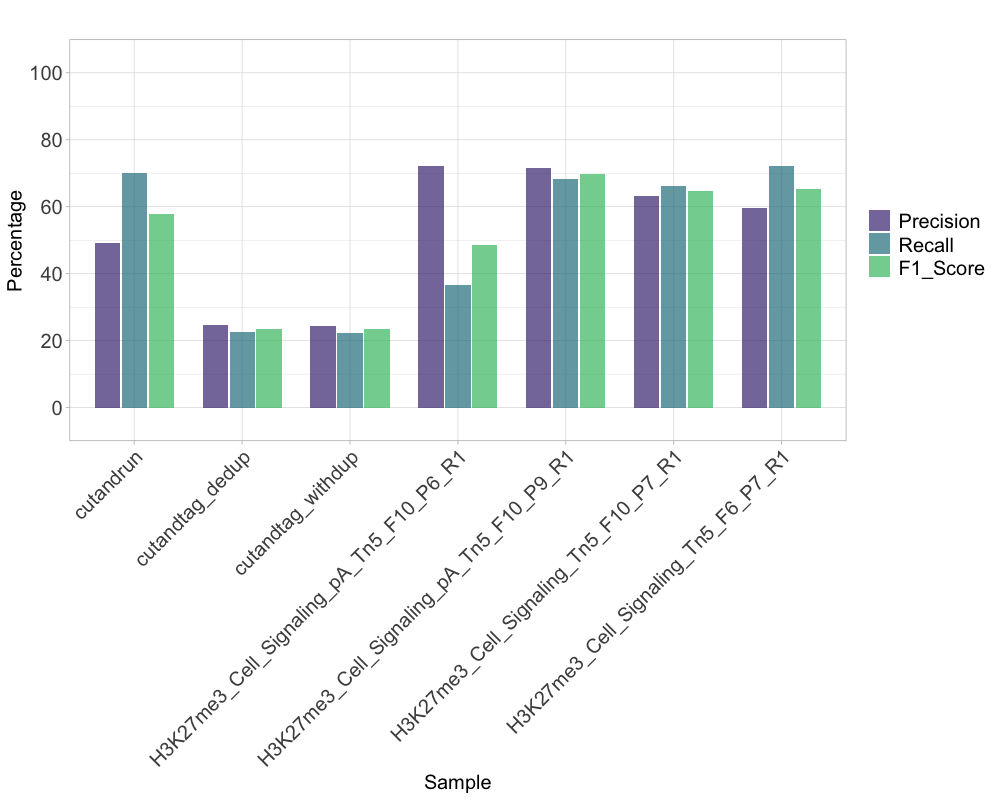 100
80
60
40
20
0
Percentage
Precision
Recall
F1_Score
cutandrun
cutandtag_dedup
cutandtag_withdup
H3K27me3_Cell_Signaling_pA_Tn5_F10_P6_R1
H3K27me3_Cell_Signaling_pA_Tn5_F10_P9_R1
H3K27me3_Cell_Signaling_Tn5_F10_P7_R1
H3K27me3_Cell_Signaling_Tn5_F6_P7_R1
Sample